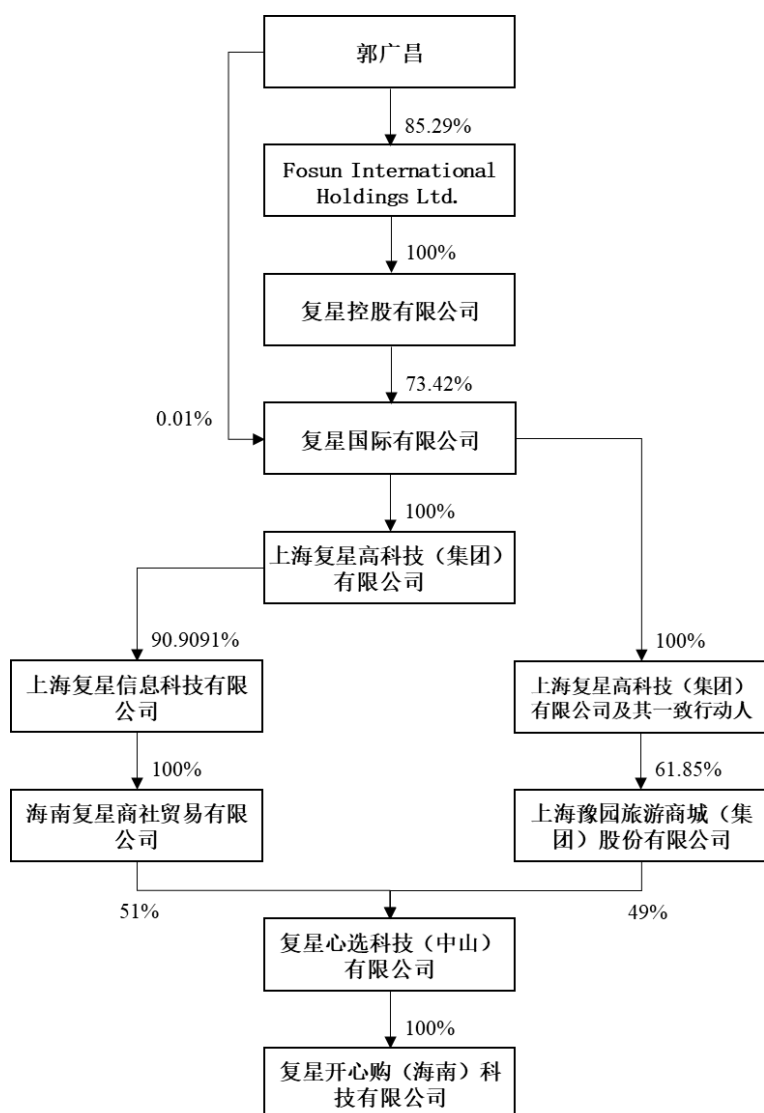 郭广昌
85.29%
Fosun International
Holdings Ltd.
100%
复星控股有限公司
73.42%
0.01%
复星国际有限公司
100%
上海复星高科技（集团）
有限公司
90.9091%
100%
上海复星信息科技有限
公司
上海复星高科技（集团）
有限公司及其一致行动人
100%
61.85%
海南复星商社贸易有限
公司
上海豫园旅游商城（集
团）股份有限公司
51%
49%
复星心选科技（中山）
有限公司
100%
复星开心购（海南）科
技有限公司